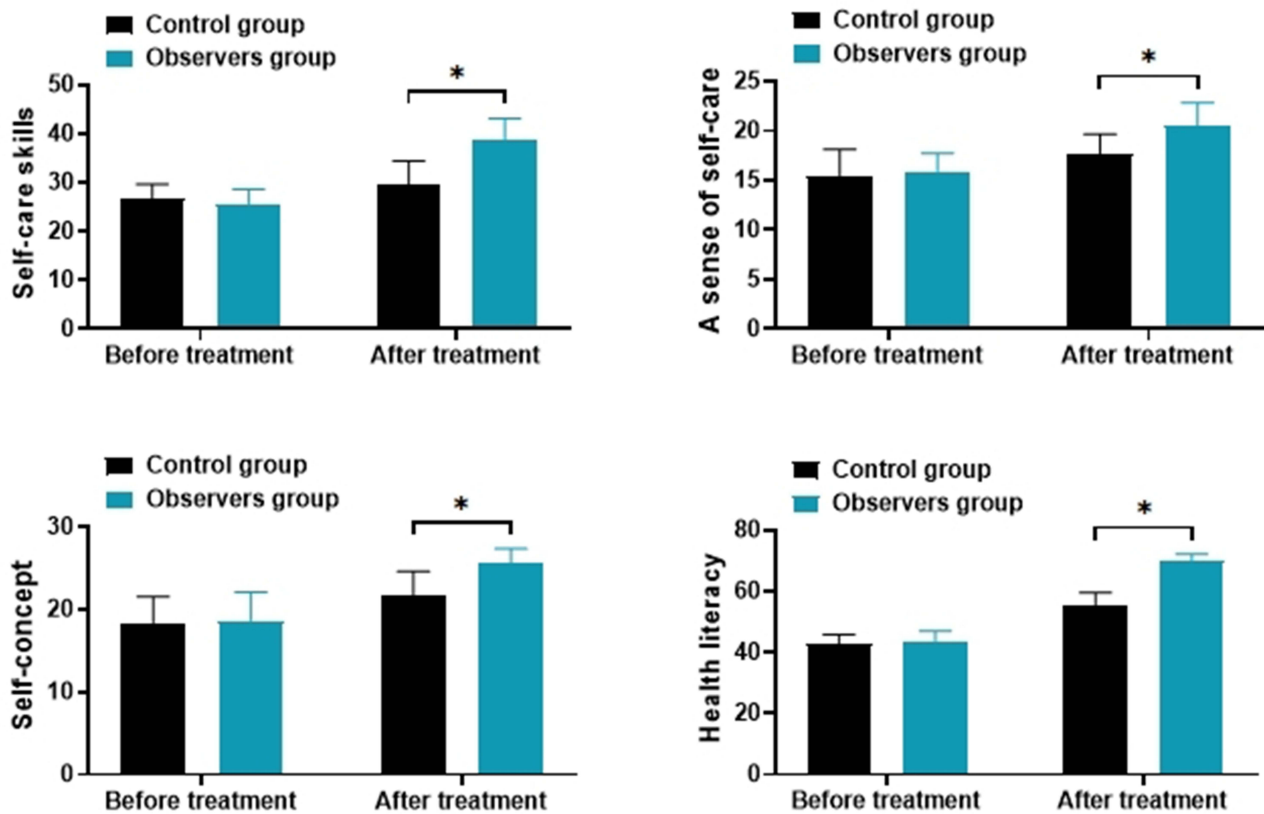 Control group
Observers group
Self-care skills
50
40
30
20
10
0
*
Before treatment
After treatment
Control group
Observers group
A sense of self-care
25
20
15
10
5
0
*
Before treatment
After treatment
Control group
Observers group
Self-concept
30
20
10
0
*
Before treatment
After treatment
Control group
Observers group
Health literacy
80
60
40
20
0
*
Before treatment
After treatment